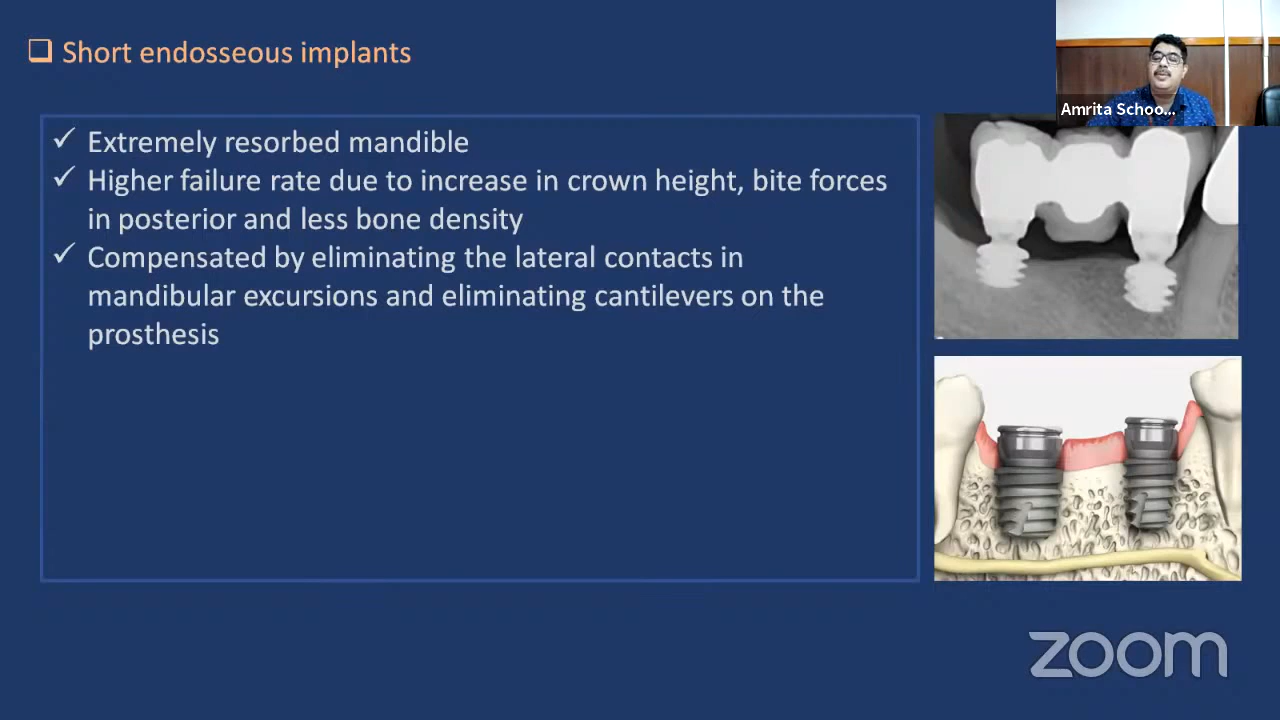 Short endosseous implants
Amrita Schoo...
Extremely resorbed mandible
Higher failure rate due to increase in crown height, bite forces
in posterior and less bone density
Compensated by eliminating the lateral contacts in
mandibular excursions and eliminating cantilevers on the
prosthesis
zoom